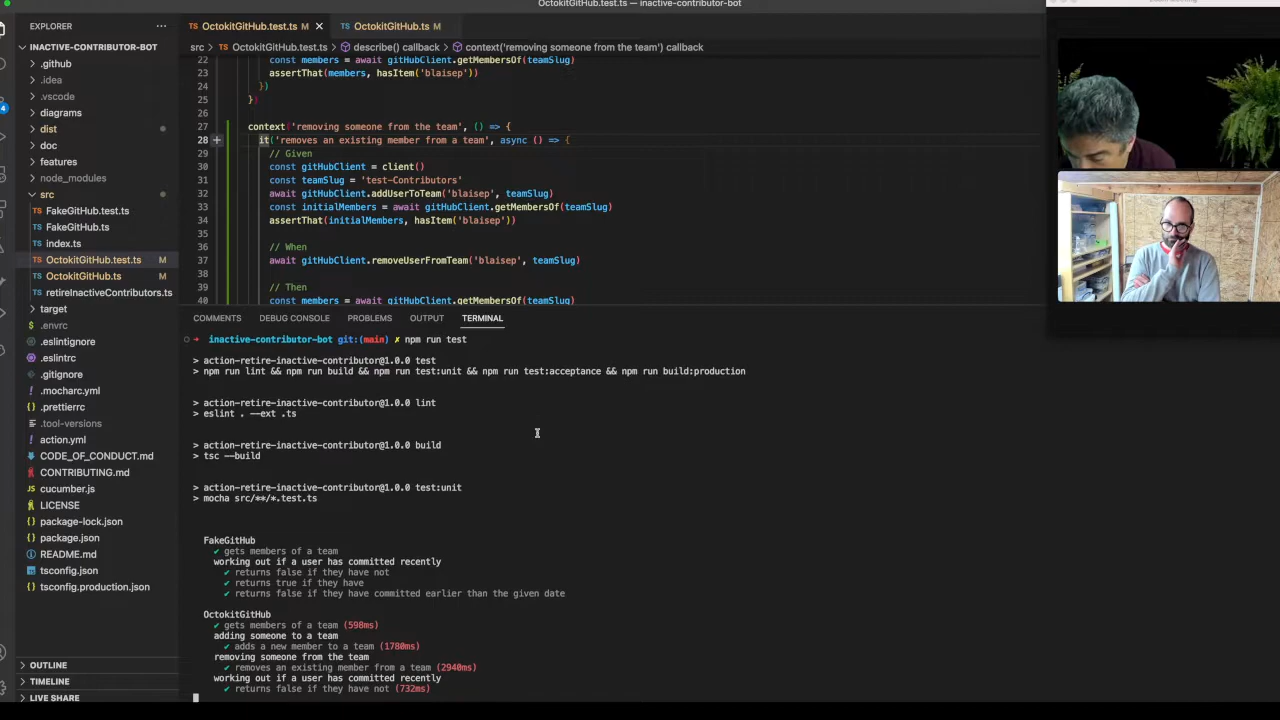 OctokitGitHub.test.ts — inactive-contributor-bot
EXPLORER
OctokitGitHub.test.ts M
OctokitGitHub.ts M
INACTIVE-CONTRIBUTOR-BOT
src > OctokitGitHub.test.ts > describe() callback > context('removing someone from the team') callback
.github
.idea
.vscode
diagrams
dist
doc
features
node_modules
src
FakeGitHub.test.ts
FakeGitHub.ts
index.ts
OctokitGitHub.test.ts M
OctokitGitHub.ts M
retireInactiveContributors.ts
target
.envrc
.eslintignore
.eslintrc
.gitignore
.mocharc.yml
.prettierrc
.tool-versions
action.yml
CODE_OF_CONDUCT.md
CONTRIBUTING.md
cucumber.js
LICENSE
package-lock.json
package.json
README.md
tsconfig.json
tsconfig.production.json
OUTLINE
TIMELINE
LIVE SHARE
4
22 const members = await gitHubClient.getMembersOf(teamSlug)
23 assertThat(members, hasItem('blaisep'))
24 })
25 })
26
27 context('removing someone from the team', () => {
28 it('removes an existing member from a team', async () => {
29 // Given
30 const gitHubClient = client()
31 const teamSlug = 'test-Contributors'
32 await gitHubClient.addUserToTeam('blaisep', teamSlug)
33 const initialMembers = await gitHubClient.getMembersOf(teamSlug)
34 assertThat(initialMembers, hasItem('blaisep'))
35
36 // When
37 await gitHubClient.removeUserFromTeam('blaisep', teamSlug)
38
39 // Then
40 const members = await gitHubClient.getMembersOf(teamSlug)
COMMENTS DEBUG CONSOLE PROBLEMS OUTPUT TERMINAL
inactive-contributor-bot git:(main) ✗ npm run test
> action-retire-inactive-contributor@1.0.0 test
> npm run lint && npm run build && npm run test:unit && npm run test:acceptance && npm run build:production
> action-retire-inactive-contributor@1.0.0 lint
> eslint . --ext .ts
> action-retire-inactive-contributor@1.0.0 build
> tsc --build
> action-retire-inactive-contributor@1.0.0 test:unit
> mocha src/**/*.test.ts
FakeGitHub
✔ gets members of a team
working out if a user has committed recently
✔ returns false if they have not
✔ returns true if they have
✔ returns false if they have committed earlier than the given date
OctokitGitHub
✔ gets members of a team (598ms)
adding someone to a team
✔ adds a new member to a team (1780ms)
removing someone from the team
✔ removes an existing member from a team (2940ms)
working out if a user has committed recently
✔ returns false if they have not (732ms)